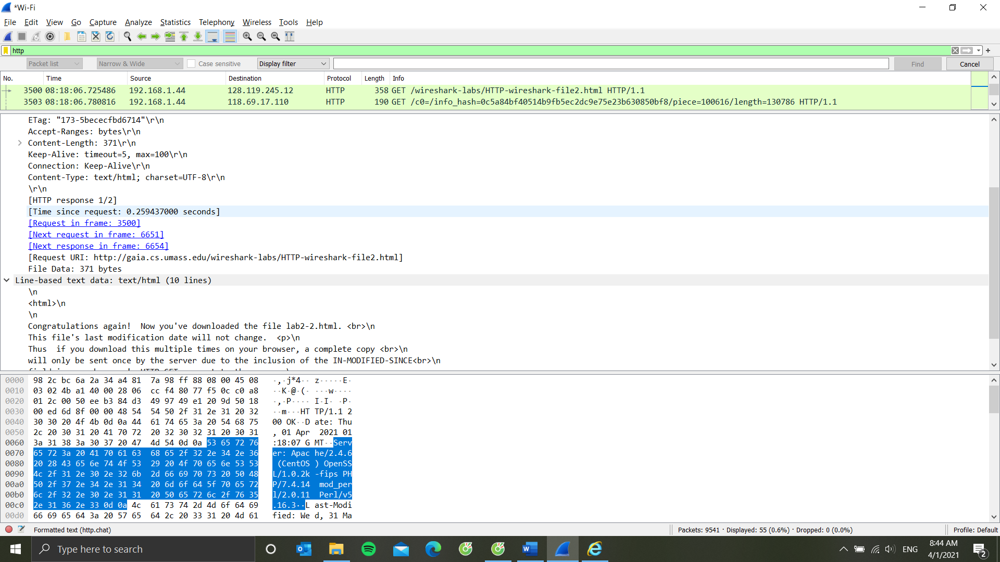 *Wi-Fi
File Edit View Go Capture Analyze Statistics Telephony Wireless Tools Help
http
Packet list Narrow & Wide Case sensitive Display filter Find Cancel
No. Time Source Destination Protocol Length Info
3500 08:18:06.725486 192.168.1.44 128.119.245.12 HTTP 358 GET /wireshark-labs/HTTP-wireshark-file2.html HTTP/1.1
3503 08:18:06.780816 192.168.1.44 118.69.17.110 HTTP 190 GET /c0=/info_hash=0c5a84bf40514b9fb5ec2dc9e75e23b630850bf8/piece=100616/length=130786 HTTP/1.1
ETag: "173-5bececfbd6714"\r\n
Accept-Ranges: bytes\r\n
Content-Length: 371\r\n
Keep-Alive: timeout=5, max=100\r\n
Connection: Keep-Alive\r\n
Content-Type: text/html; charset=UTF-8\r\n
\r\n
[HTTP response 1/2]
[Time since request: 0.259437000 seconds]
[Request in frame: 3500]
[Next request in frame: 6651]
[Next response in frame: 6654]
[Request URI: http://gaia.cs.umass.edu/wireshark-labs/HTTP-wireshark-file2.html]
File Data: 371 bytes
Line-based text data: text/html (10 lines)
\n
<html>\n
\n
Congratulations again!  Now you've downloaded the file lab2-2.html. <br>\n
This file's last modification date will not change.  <p>\n
Thus  if you download this multiple times on your browser, a complete copy <br>\n
will only be sent once by the server due to the inclusion of the IN-MODIFIED-SINCE<br>\n
0000 98 2c bc 6a 2a 34 a4 81 7a 98 ff 88 08 00 45 08 ·,·j*4·· z·····E·
0010 03 02 4b a1 40 00 28 06 cc f4 80 77 f5 0c c0 a8 ··K·@·(· ···w····
0020 01 2c 00 50 ee b3 84 d3 49 97 49 e1 20 9d 50 18 ·,·P···· I·I· ·P·
0030 00 ed 6d 8f 00 00 48 54 54 50 2f 31 2e 31 20 32 ··m···HT TP/1.1 2
0040 30 30 20 4f 4b 0d 0a 44 61 74 65 3a 20 54 68 75 00 OK··D ate: Thu
0050 2c 20 30 31 20 41 70 72 20 32 30 32 31 20 30 31 , 01 Apr 2021 01
0060 3a 31 38 3a 30 37 20 47 4d 54 0d 0a 53 65 72 76 :18:07 G MT··Serv
0070 65 72 3a 20 41 70 61 63 68 65 2f 32 2e 34 2e 36 er: Apac he/2.4.6
0080 20 28 43 65 6e 74 4f 53 29 20 4f 70 65 6e 53 53 (CentOS ) OpenSS
0090 4c 2f 31 2e 30 2e 32 6b 2d 66 69 70 73 20 50 48 L/1.0.2k -fips PH
00a0 50 2f 37 2e 34 2e 31 34 20 6d 6f 64 5f 70 65 72 P/7.4.14 mod_per
00b0 6c 2f 32 2e 30 2e 31 31 20 50 65 72 6c 2f 76 35 l/2.0.11 Perl/v5
00c0 2e 31 36 2e 33 0d 0a 4c 61 73 74 2d 4d 6f 64 69 .16.3··L ast-Modi
00d0 66 69 65 64 3a 20 57 65 64 2c 20 33 31 20 4d 61 fied: We d, 31 Ma
Formatted text (http.chat) Packets: 9541 · Displayed: 55 (0.6%) · Dropped: 0 (0.0%) Profile: Default
Type here to search ENG 8:44 AM
4/1/2021 2